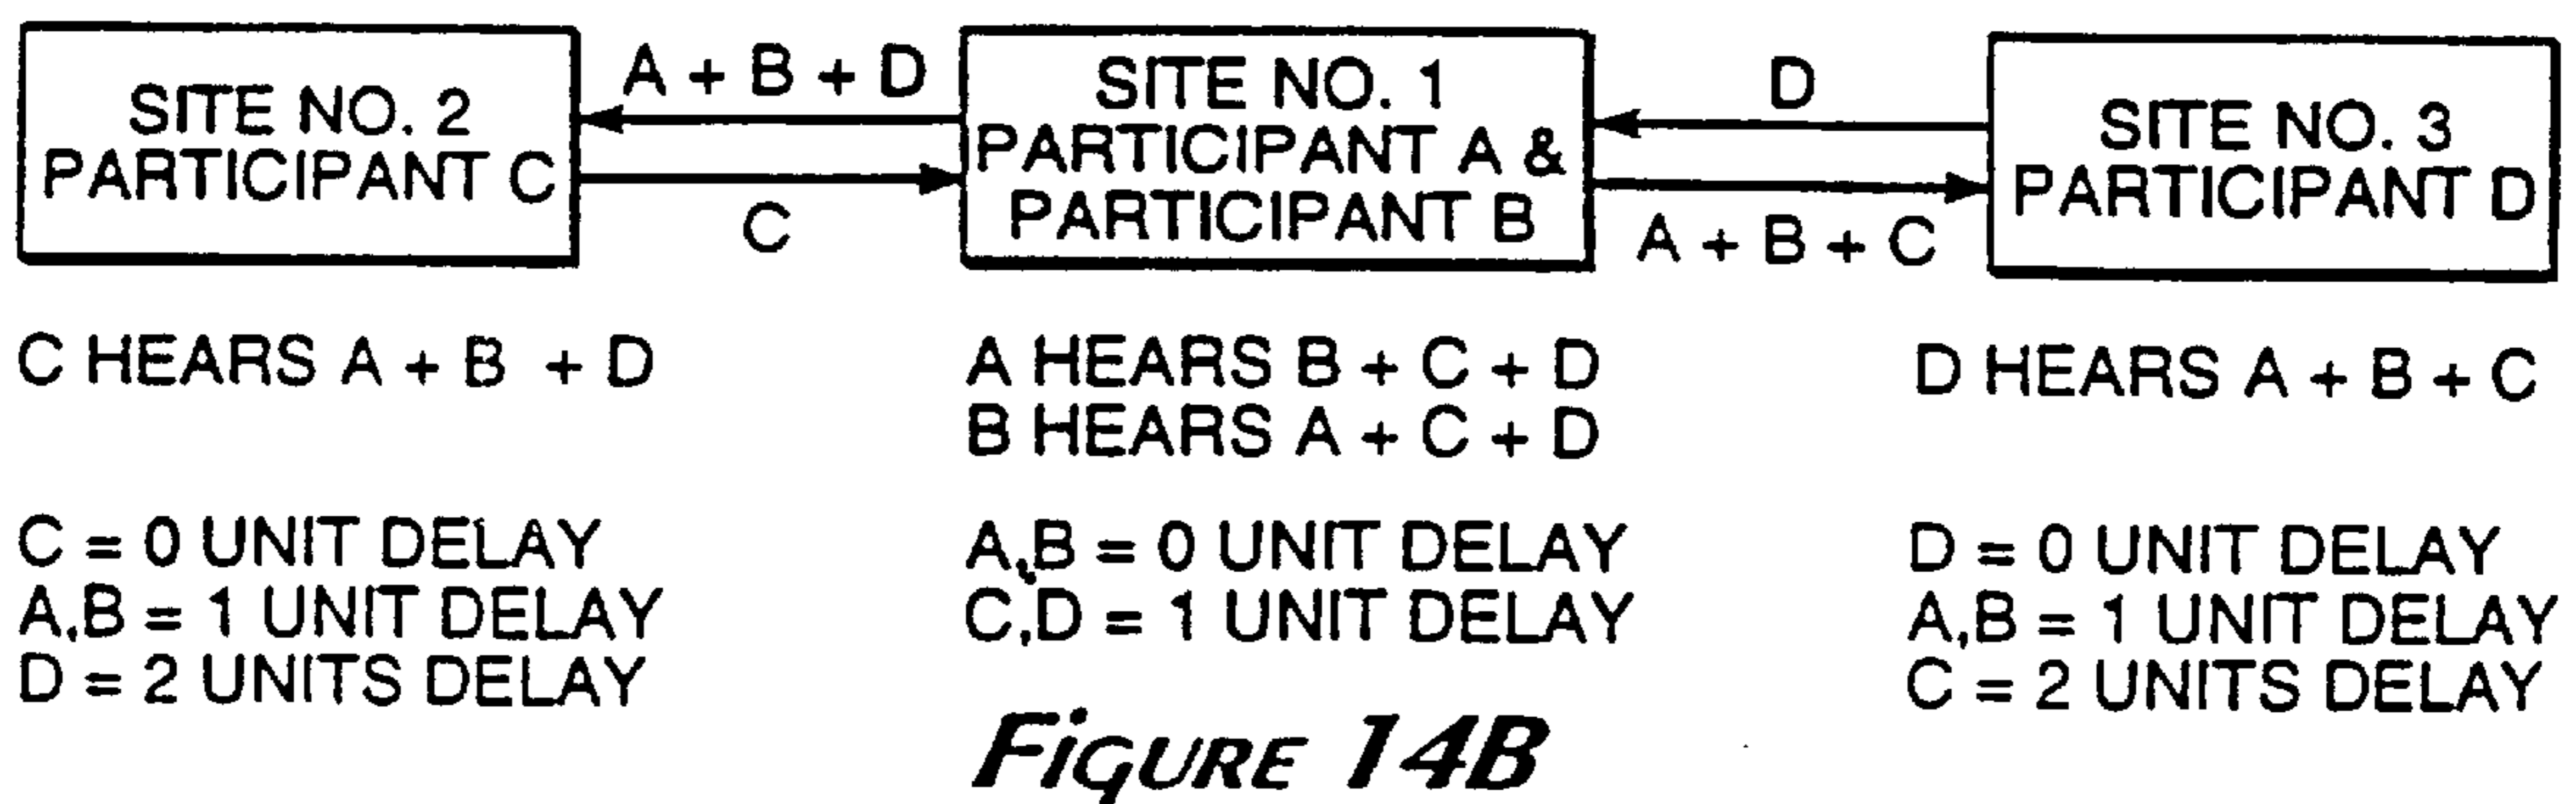 SITE NO. 2
PARTICIPANT C
A + B + D
C
SITE NO. 1
PARTICIPANT A &
PARTICIPANT B
D
A + B + C
SITE NO. 3
PARTICIPANT D
C HEARS A + B + D
A HEARS B + C + D
B HEARS A + C + D
D HEARS A + B + C
C = 0 UNIT DELAY
A,B = 1 UNIT DELAY
D = 2 UNITS DELAY
A,B = 0 UNIT DELAY
C,D = 1 UNIT DELAY
D = 0 UNIT DELAY
A,B = 1 UNIT DELAY
C = 2 UNITS DELAY
FIGURE 14B